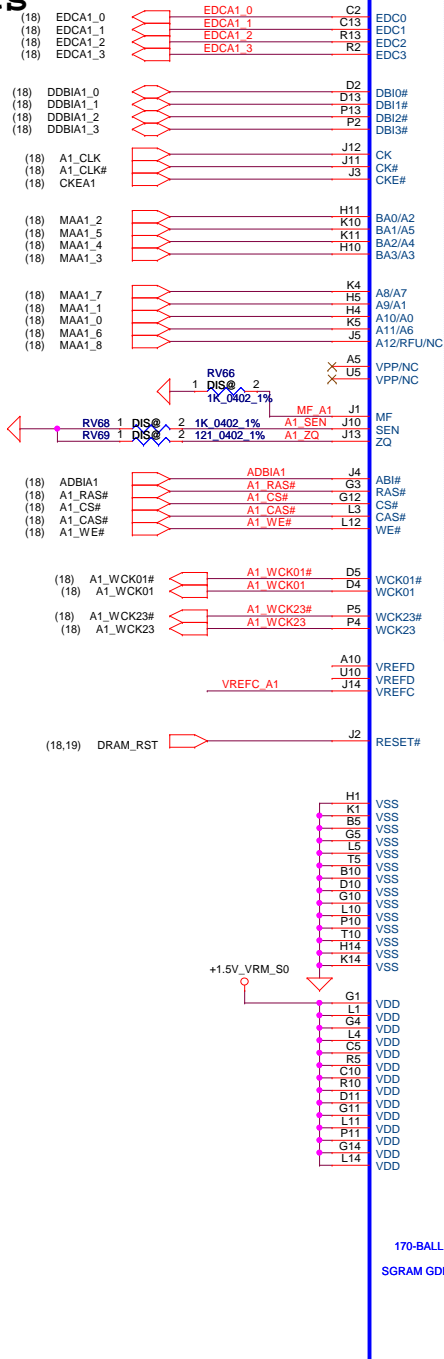 (18) EDCA1_0 EDCA1_0 C2 EDC0
(18) EDCA1_1 EDCA1_1 C13 EDC1
(18) EDCA1_2 EDCA1_2 R13 EDC2
(18) EDCA1_3 EDCA1_3 R2 EDC3
(18) DDBIA1_0 D2 DBI0#
(18) DDBIA1_1 D13 DBI1#
(18) DDBIA1_2 P13 DBI2#
(18) DDBIA1_3 P2 DBI3#
(18) A1_CLK J12 CK
(18) A1_CLK# J11 CK#
(18) CKEA1 J3 CKE#
(18) MAA1_2 H11 BA0/A2
(18) MAA1_5 K10 BA1/A5
(18) MAA1_4 K11 BA2/A4
(18) MAA1_3 H10 BA3/A3
(18) MAA1_7 K4 A8/A7
(18) MAA1_1 H5 A9/A1
(18) MAA1_0 H4 A10/A0
(18) MAA1_6 K5 A11/A6
(18) MAA1_8 J5 A12/RFU/NC
A5 VPP/NC
U5 VPP/NC
RV66
1 DIS@ 2
1K_0402_1%
MF_A1 J1 MF
RV68 1 DIS@ 2 1K_0402_1% A1_SEN J10 SEN
RV69 1 DIS@ 2 121_0402_1% A1_ZQ J13 ZQ
(18) ADBIA1 ADBIA1 J4 ABI#
(18) A1_RAS# A1_RAS# G3 RAS#
(18) A1_CS# A1_CS# G12 CS#
(18) A1_CAS# A1_CAS# L3 CAS#
(18) A1_WE# A1_WE# L12 WE#
(18) A1_WCK01# A1_WCK01# D5 WCK01#
(18) A1_WCK01 A1_WCK01 D4 WCK01
(18) A1_WCK23# A1_WCK23# P5 WCK23#
(18) A1_WCK23 A1_WCK23 P4 WCK23
A10 VREFD
U10 VREFD
VREFC_A1 J14 VREFC
(18,19) DRAM_RST J2 RESET#
H1 VSS
K1 VSS
B5 VSS
G5 VSS
L5 VSS
T5 VSS
B10 VSS
D10 VSS
G10 VSS
L10 VSS
P10 VSS
T10 VSS
H14 VSS
K14 VSS
+1.5V_VRM_S0
G1 VDD
L1 VDD
G4 VDD
L4 VDD
C5 VDD
R5 VDD
C10 VDD
R10 VDD
D11 VDD
G11 VDD
L11 VDD
P11 VDD
G14 VDD
L14 VDD
170-BALL
SGRAM